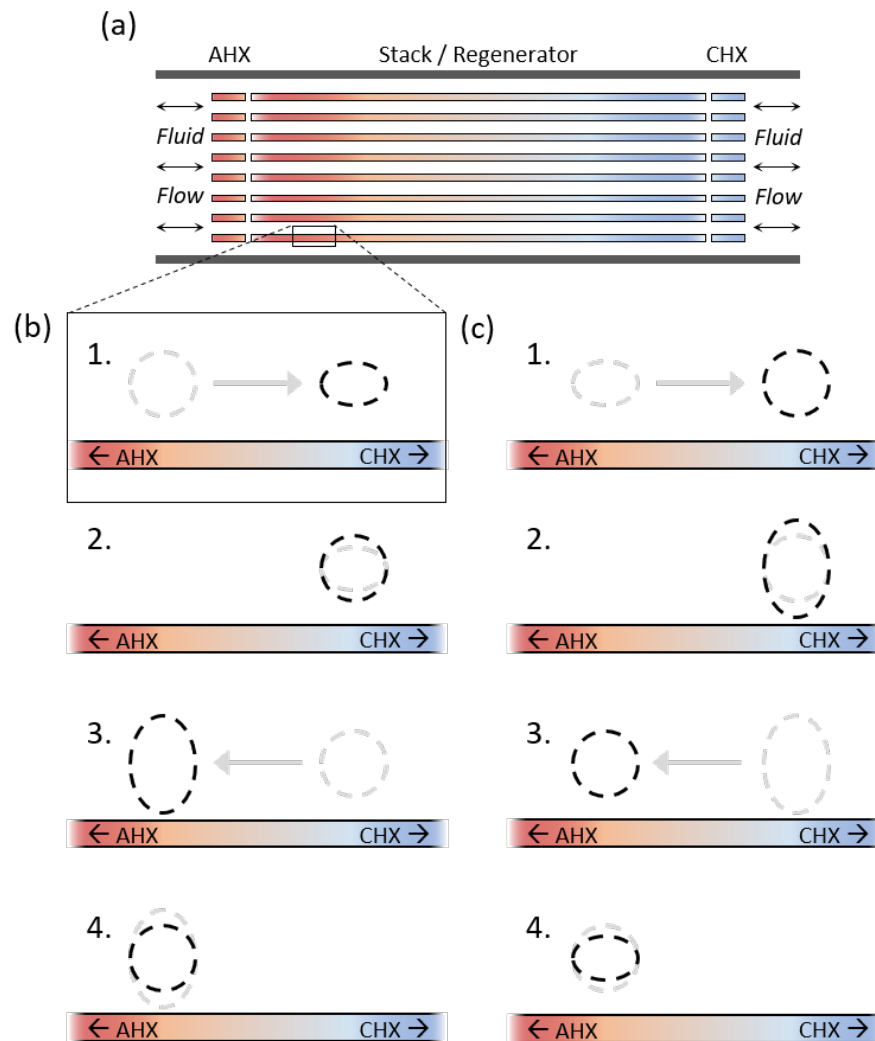 (a)
AHX Stack / Regenerator CHX
Fluid Fluid
Flow Flow
(b) (c)
1. 1.
← AHX CHX → ← AHX CHX →
2. 2.
← AHX CHX → ← AHX CHX →
3. 3.
← AHX CHX → ← AHX CHX →
4. 4.
← AHX CHX → ← AHX CHX →